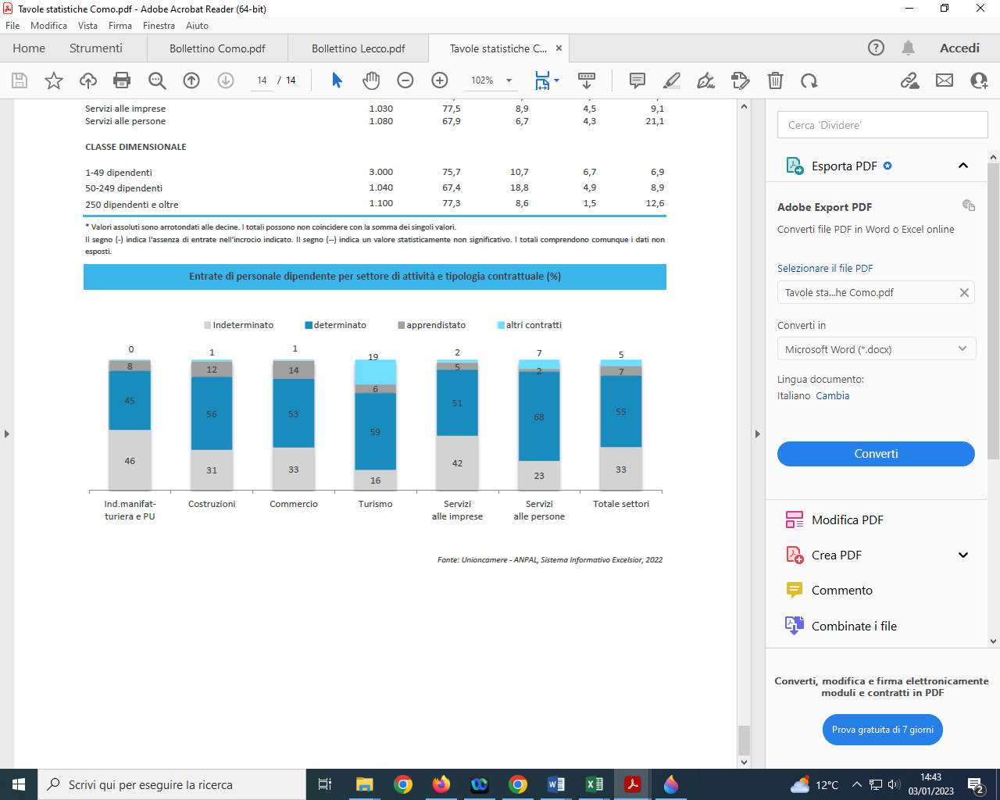 Tavole statistiche Como.pdf - Adobe Acrobat Reader (64-bit)
File Modifica Vista Firma Finestra Aiuto
Home Strumenti Bollettino Como.pdf Bollettino Lecco.pdf Tavole statistiche C... × Accedi
14 / 14 102%
Servizi alle imprese 1.030 77,5 8,9 4,5 9,1
Servizi alle persone 1.080 67,9 6,7 4,3 21,1
CLASSE DIMENSIONALE
1-49 dipendenti 3.000 75,7 10,7 6,7 6,9
50-249 dipendenti 1.040 67,4 18,8 4,9 8,9
250 dipendenti e oltre 1.100 77,3 8,6 1,5 12,6
* Valori assoluti sono arrotondati alle decine. I totali possono non coincidere con la somma dei singoli valori.
Il segno (-) indica l'assenza di entrate nell'incrocio indicato. Il segno (--) indica un valore statisticamente non significativo. I totali comprendono comunque i dati non
esposti.
Entrate di personale dipendente per settore di attività e tipologia contrattuale (%)
Indeterminato determinato apprendistato altri contratti
0 1 1 19 2 7 5
8 12 14 6 5 2 7
45 56 53 59 51 68 55
46 31 33 16 42 23 33
Ind.manifat- Costruzioni Commercio Turismo Servizi Servizi Totale settori
turiera e PU alle imprese alle persone
Fonte: Unioncamere - ANPAL, Sistema Informativo Excelsior, 2022
Cerca 'Dividere'
Esporta PDF
Adobe Export PDF
Converti file PDF in Word o Excel online
Selezionare il file PDF
Tavole sta...he Como.pdf
Converti in
Microsoft Word (*.docx)
Lingua documento:
Italiano Cambia
Converti
Modifica PDF
Crea PDF
Commento
Combinate i file
Converti, modifica e firma elettronicamente
moduli e contratti in PDF
Prova gratuita di 7 giorni
Scrivi qui per eseguire la ricerca
12°C
14:43
03/01/2023
2